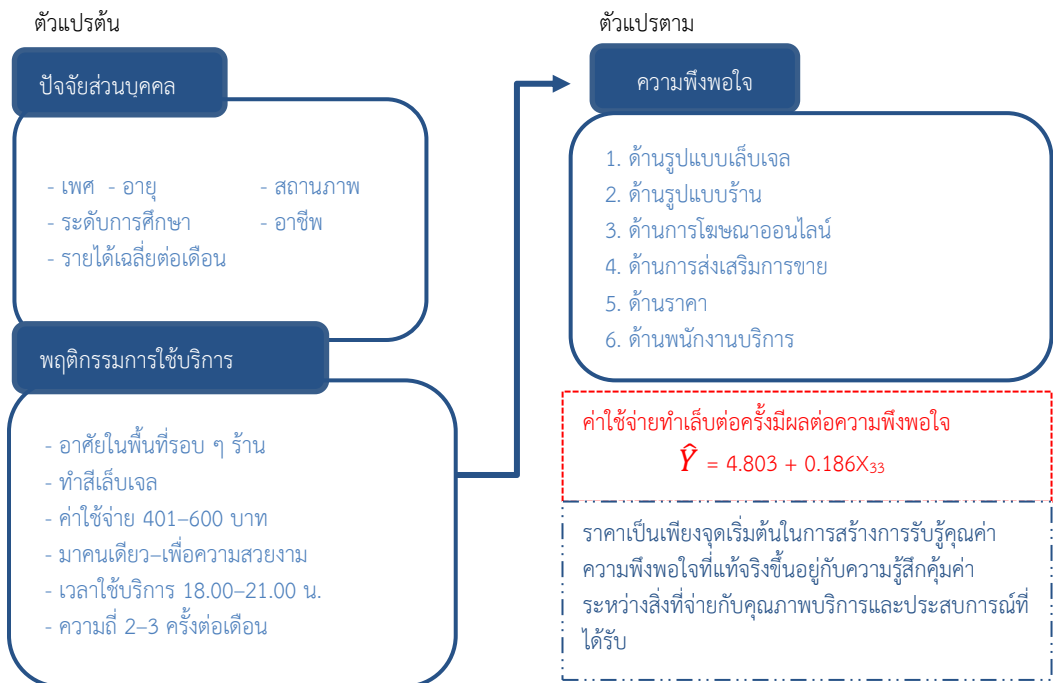 ตัวแปรต้น
ปัจจัยส่วนบุคคล
- เพศ - อายุ - สถานภาพ
- ระดับการศึกษา - อาชีพ
- รายได้เฉลี่ยต่อเดือน
พฤติกรรมการใช้บริการ
- อาศัยในพื้นที่รอบ ๆ ร้าน
- ทำสีเล็บเจล
- ค่าใช้จ่าย 401–600 บาท
- มาคนเดียว–เพื่อความสวยงาม
- เวลาใช้บริการ 18.00–21.00 น.
- ความถี่ 2–3 ครั้งต่อเดือน
ตัวแปรตาม
ความพึงพอใจ
1. ด้านรูปแบบเล็บเจล
2. ด้านรูปแบบร้าน
3. ด้านการโฆษณาออนไลน์
4. ด้านการส่งเสริมการขาย
5. ด้านราคา
6. ด้านพนักงานบริการ
ค่าใช้จ่ายทำเล็บต่อครั้งมีผลต่อความพึงพอใจ
Ŷ = 4.803 + 0.186X₃₃
ราคาเป็นเพียงจุดเริ่มต้นในการสร้างการรับรู้คุณค่า
ความพึงพอใจที่แท้จริงขึ้นอยู่กับความรู้สึกคุ้มค่า
ระหว่างสิ่งที่จ่ายกับคุณภาพบริการและประสบการณ์ที่
ได้รับ